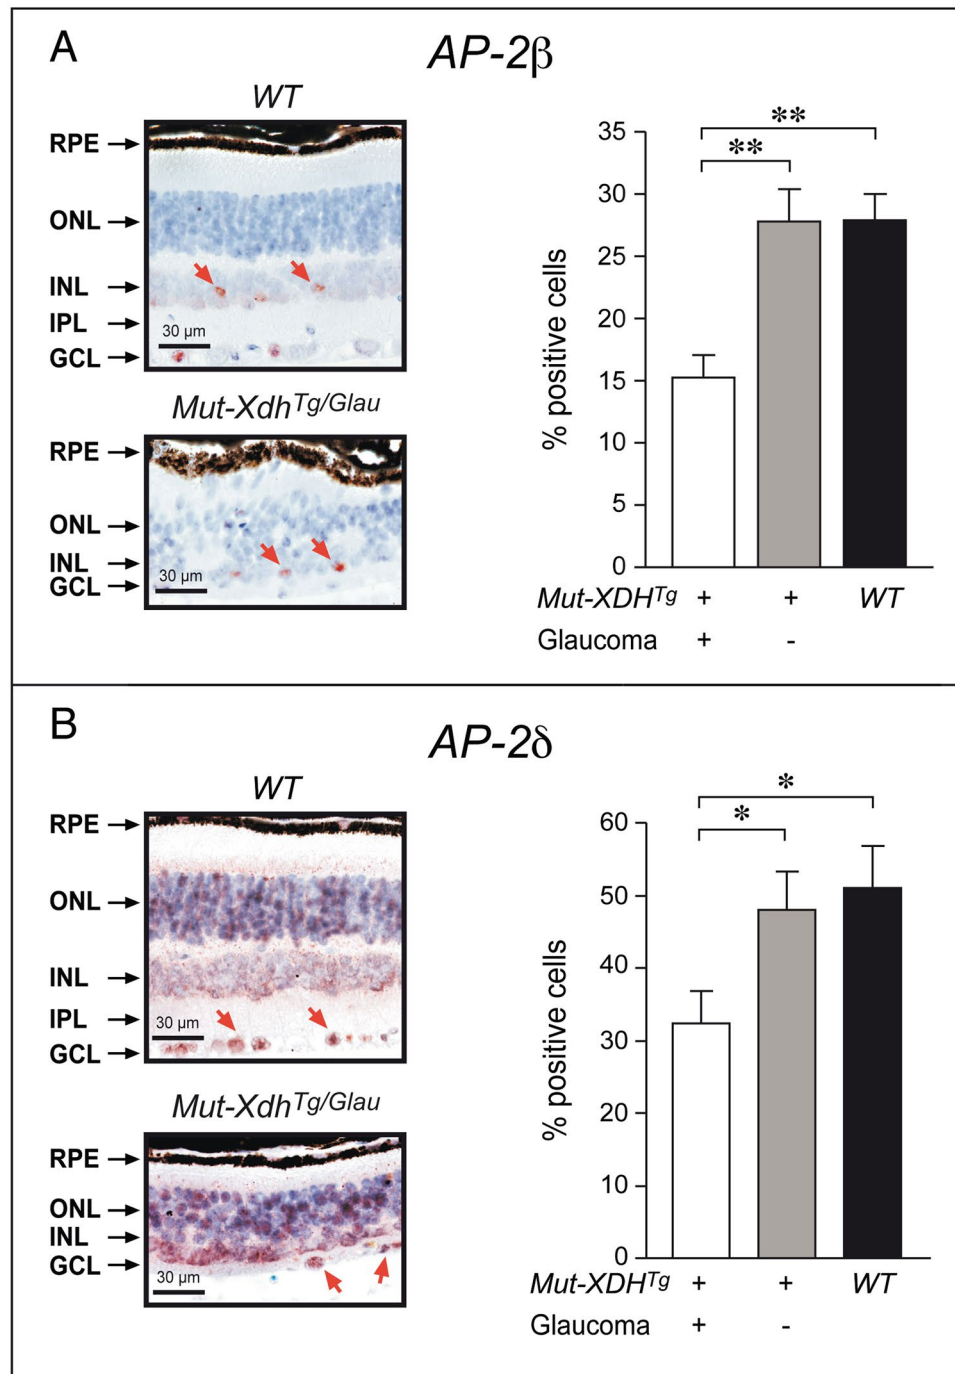 A
AP-2β
WT
RPE
ONL
INL
IPL
GCL
30 µm
Mut-XdhTg/Glau
RPE
ONL
INL
GCL
30 µm
% positive cells
35
30
25
20
15
10
5
0
**
**
Mut-XDHTg + + WT
Glaucoma + -
B
AP-2δ
WT
RPE
ONL
INL
IPL
GCL
30 µm
Mut-XdhTg/Glau
RPE
ONL
INL
GCL
30 µm
% positive cells
60
50
40
30
20
10
0
*
*
Mut-XDHTg + + WT
Glaucoma + -